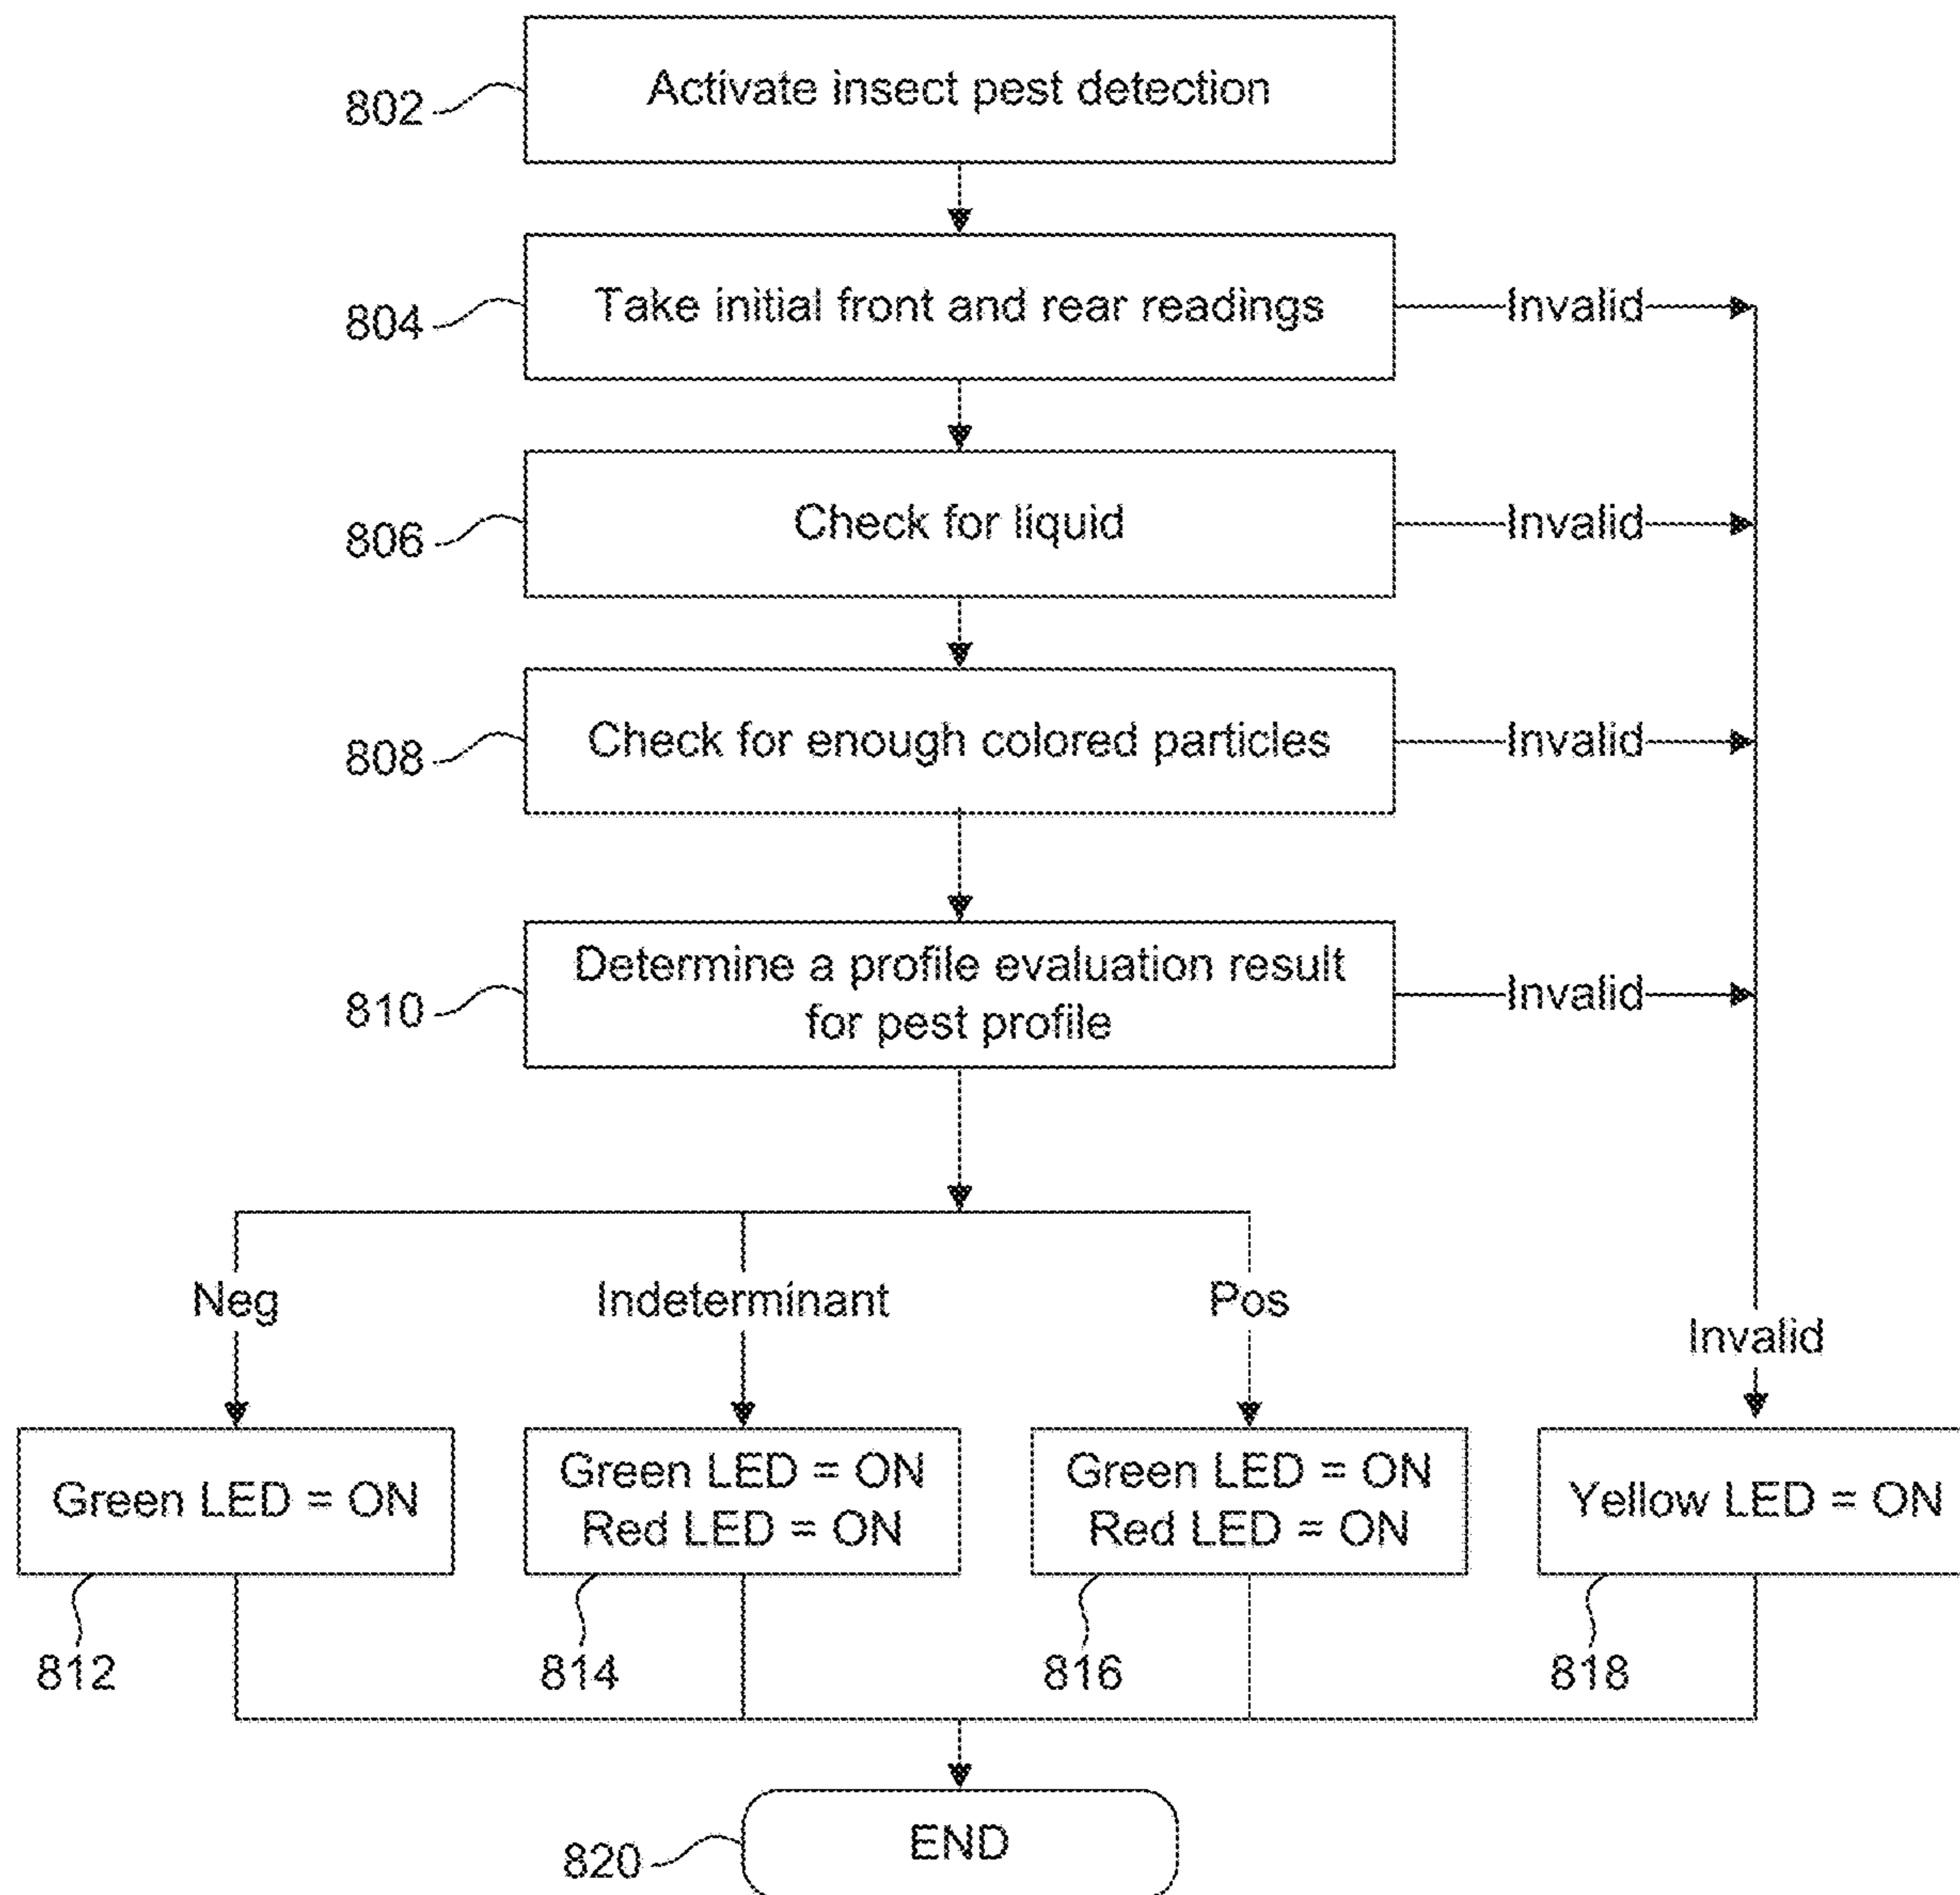 Activate insect pest detection
802
Take initial front and rear readings
Invalid
804
Check for liquid
Invalid
806
Check for enough colored particles
Invalid
808
Determine a profile evaluation result
for pest profile
Invalid
810
Neg
Indeterminant
Pos
Invalid
Green LED = ON
Green LED = ON
Red LED = ON
Green LED = ON
Red LED = ON
Yellow LED = ON
812
814
816
818
END
820